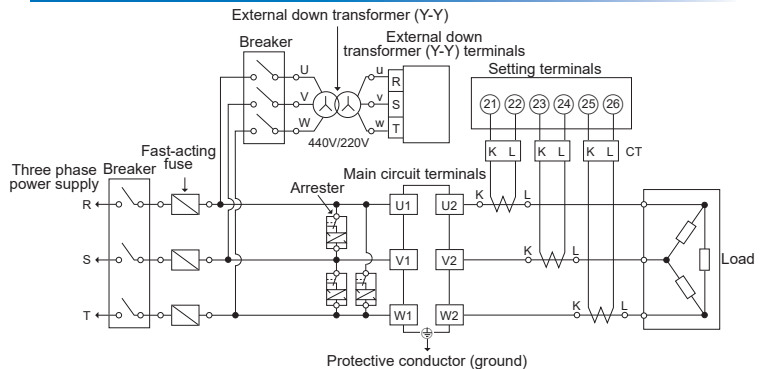 External down transformer (Y-Y)
Breaker
External down
transformer (Y-Y) terminals
U
V
W
440V/220V
u
v
w
R
S
T
Setting terminals
21 22 23 24 25 26
K L K L K L CT
Three phase
power supply
Breaker
Fast-acting
fuse
Arrester
Main circuit terminals
R
U1 U2
K L
S
V1 V2
K L
Load
T
W1 W2
K L
Protective conductor (ground)